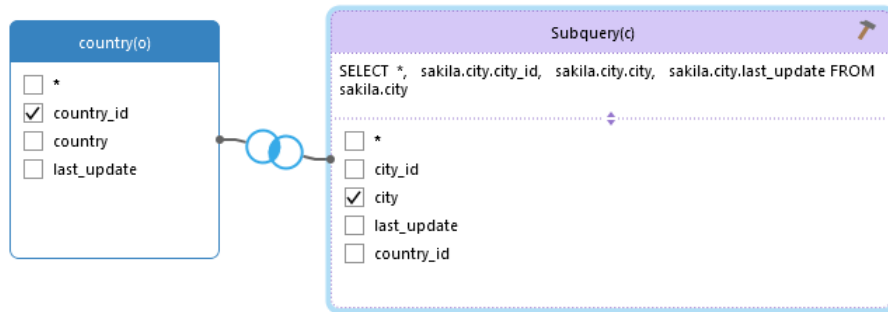 country(o)
*
country_id
country
last_update
Subquery(c)
SELECT *, sakila.city.city_id, sakila.city.city, sakila.city.last_update FROM
sakila.city
*
city_id
city
last_update
country_id